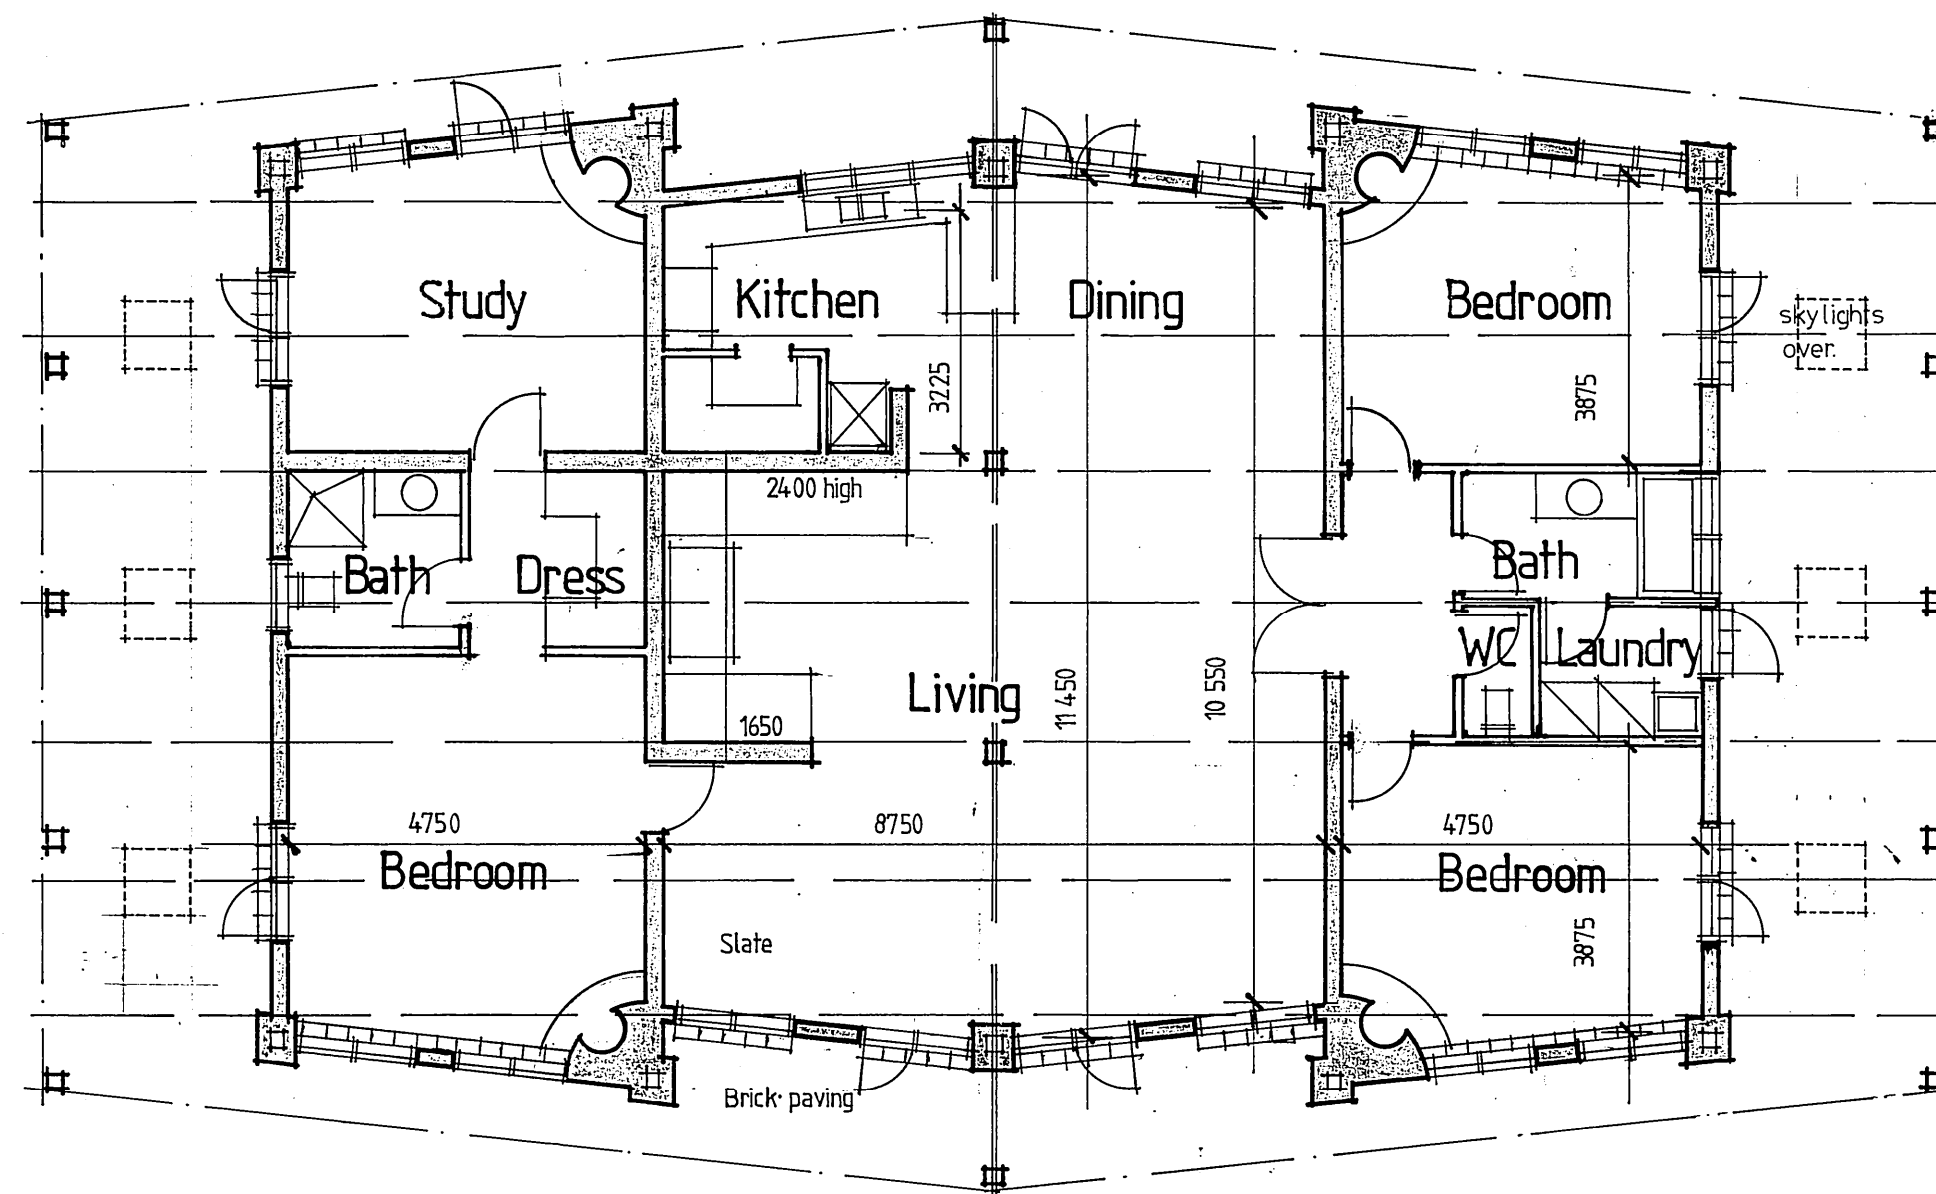 Study
Kitchen
Dining
Bedroom
skylights
over.
3225
3875
2400 high
Bath
Dress
Bath
WC
Laundry
Living
11 450
10 550
1650
4750
8750
4750
Bedroom
Bedroom
Slate
3875
Brick paving